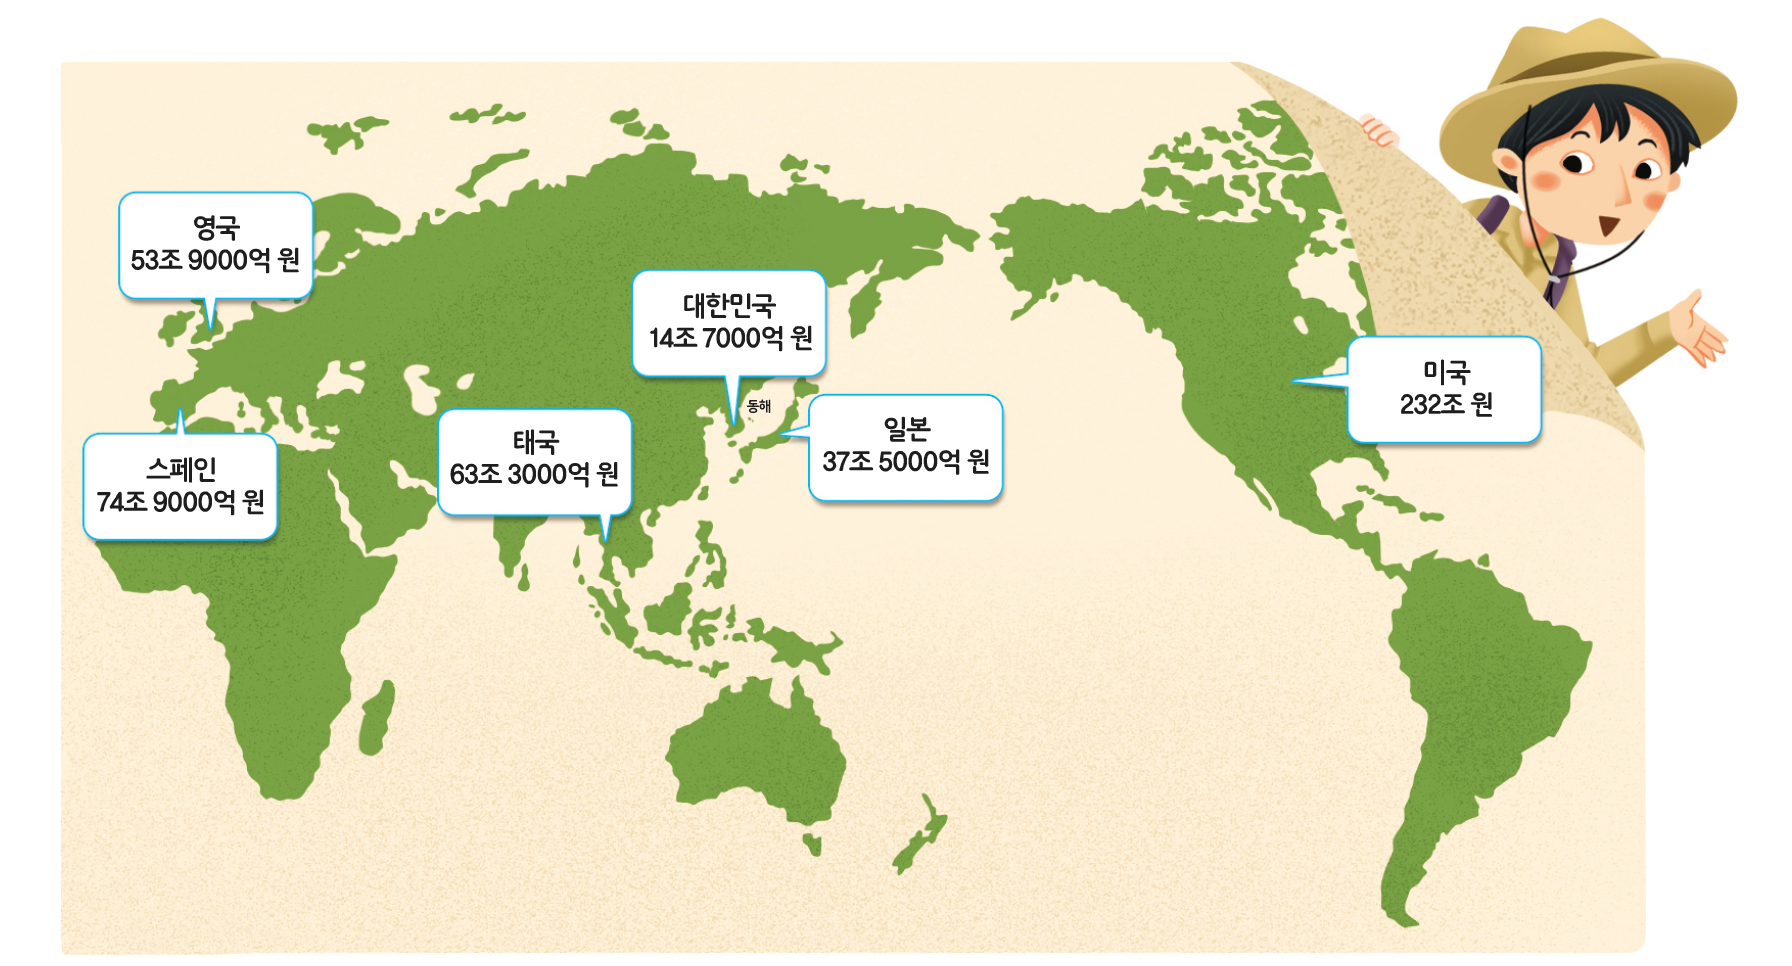 영국
53조 9000억 원
대한민국
14조 7000억 원
미국
232조 원
동해
일본
37조 5000억 원
태국
63조 3000억 원
스페인
74조 9000억 원